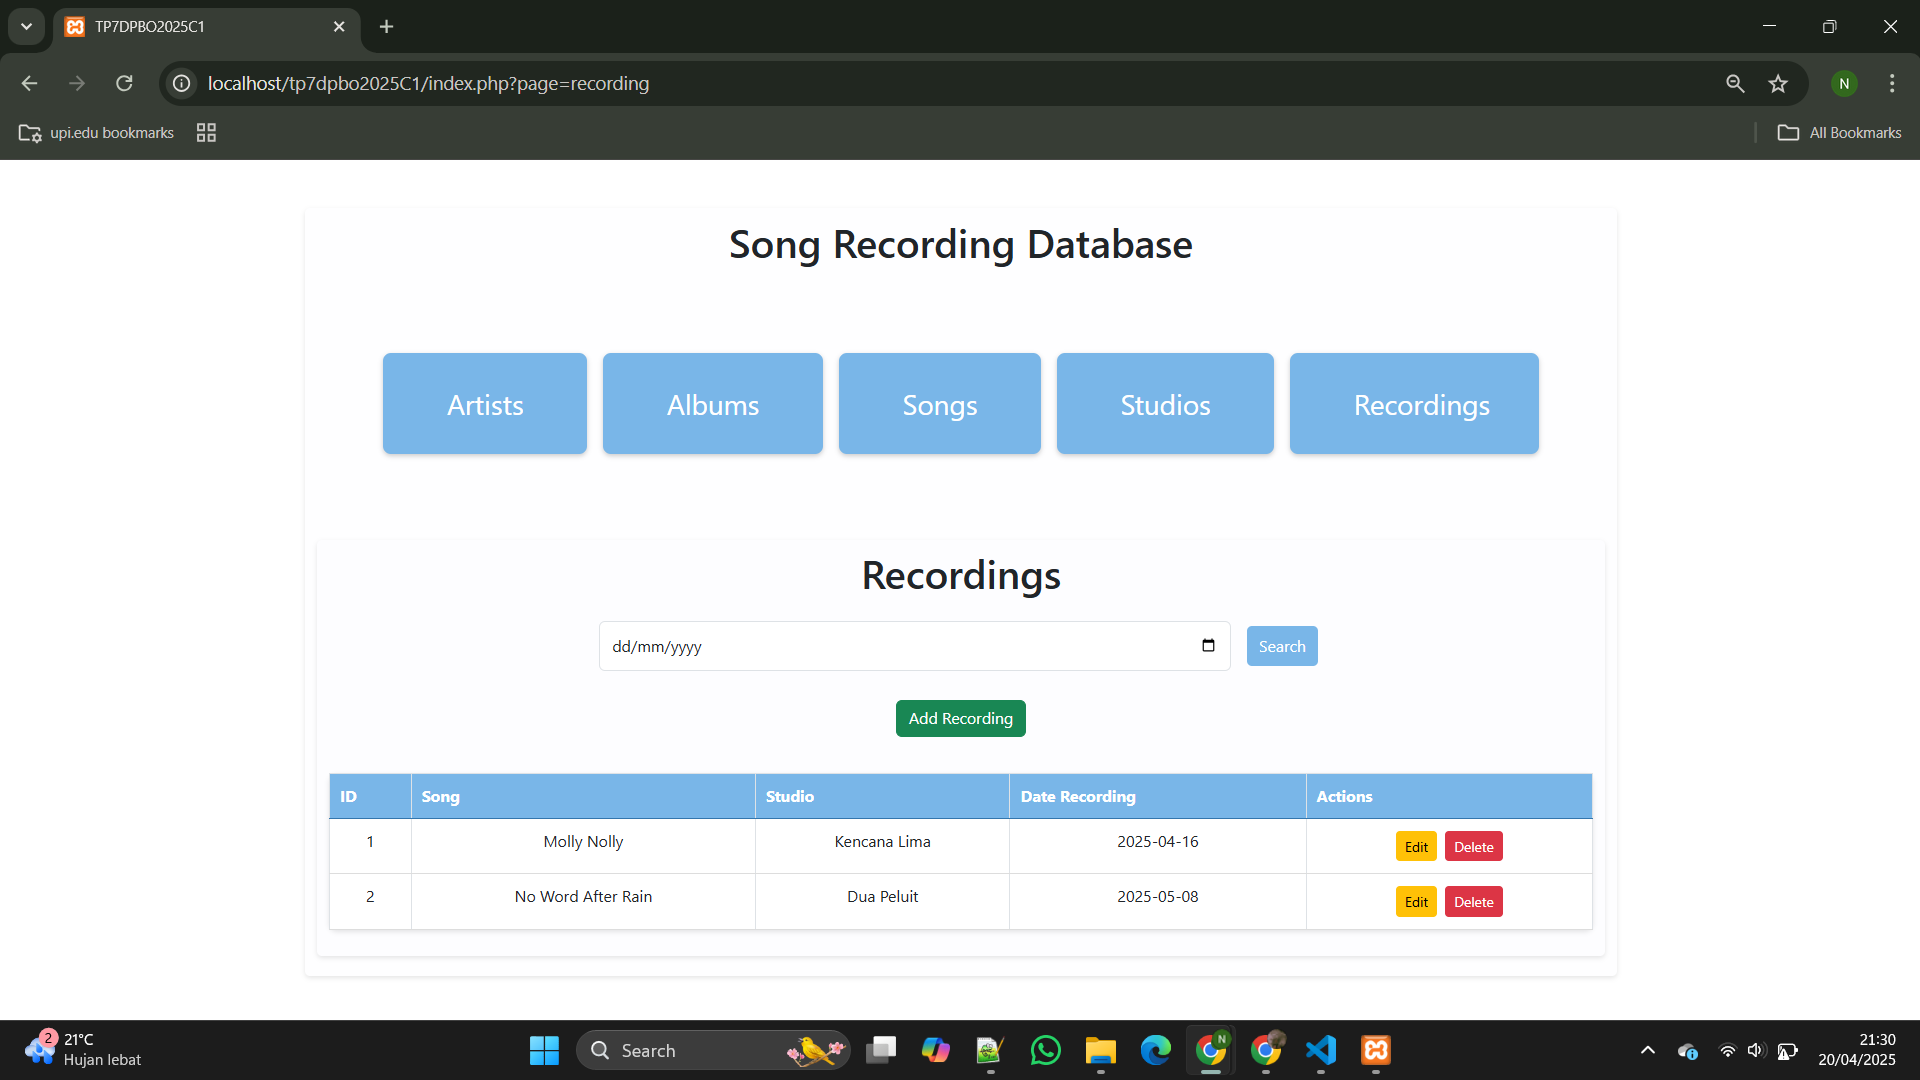 TP7DPBO2025C1
localhost/tp7dpbo2025C1/index.php?page=recording
N
upi.edu bookmarks
All Bookmarks
Song Recording Database
Artists
Albums
Songs
Studios
Recordings
Recordings
dd/mm/yyyy
Search
Add Recording
ID Song Studio Date Recording Actions
1 Molly Nolly Kencana Lima 2025-04-16 Edit Delete
2 No Word After Rain Dua Peluit 2025-05-08 Edit Delete
2
21°C
Hujan lebat
Search
N
21:30
20/04/2025